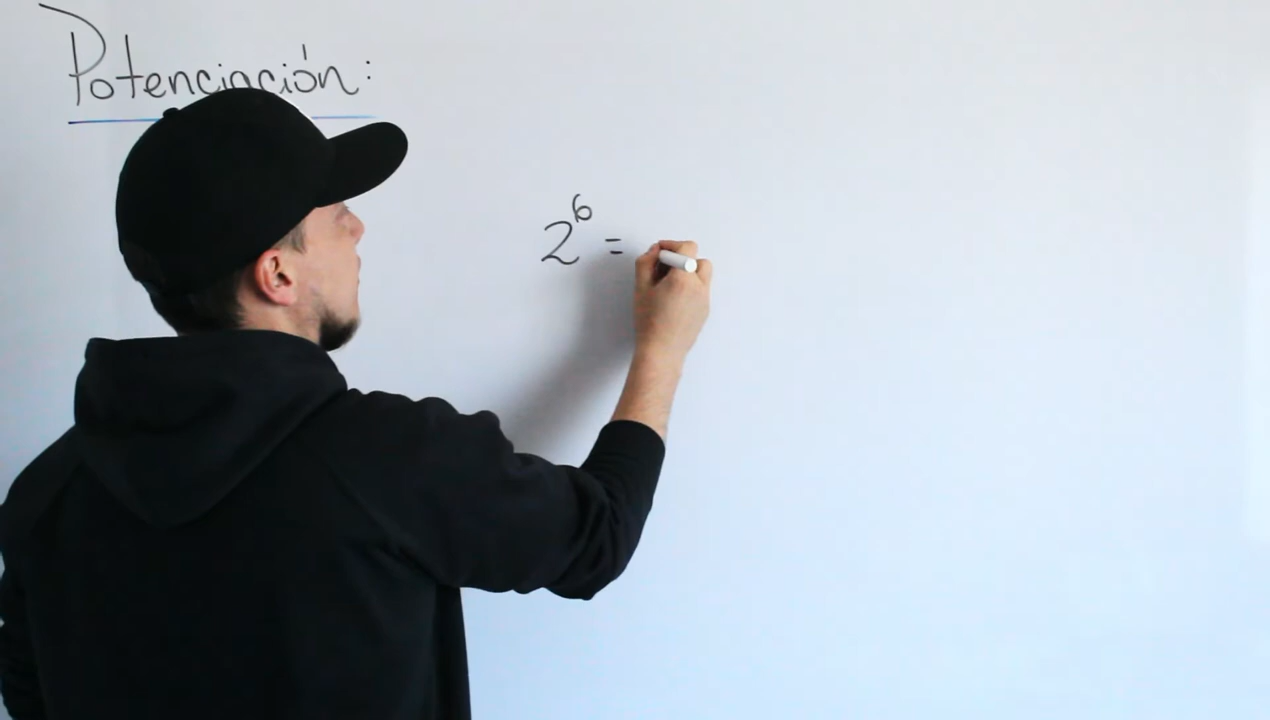 Potenciación:
2⁶ =